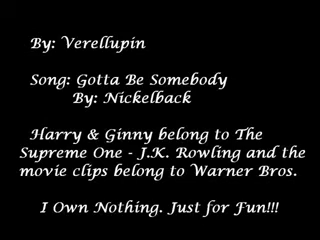 By: Verellupin
Song: Gotta Be Somebody
By: Nickelback
Harry & Ginny belong to The
Supreme One - J.K. Rowling and the
movie clips belong to Warner Bros.
I Own Nothing. Just for Fun!!!